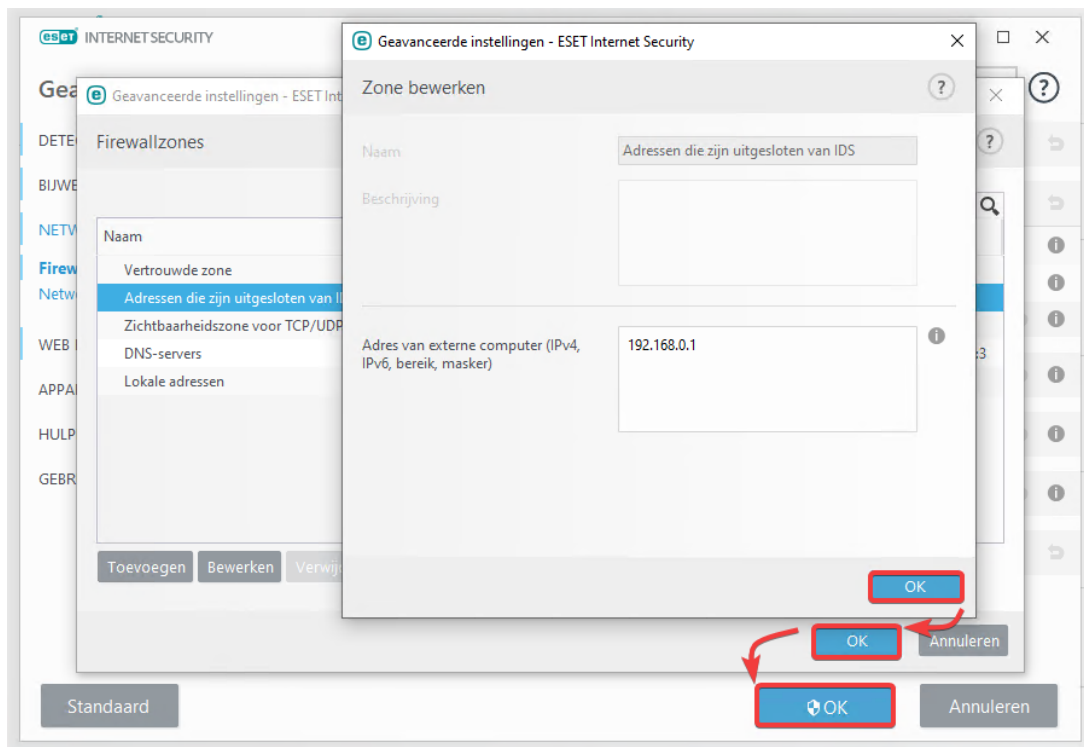 eset INTERNET SECURITY
Geavanceerde instellingen - ESET Internet Security
Gea
Geavanceerde instellingen - ESET Int
Zone bewerken
?
?
DETE
Firewallzones
?
Naam
Adressen die zijn uitgesloten van IDS
BIJWE
Beschrijving
NETW
Naam
Firew
Vertrouwde zone
Netw
Adressen die zijn uitgesloten van I
Zichtbaarheidszone voor TCP/UDP
WEB
DNS-servers
:3
Adres van externe computer (IPv4,
IPv6, bereik, masker)
192.168.0.1
APPA
Lokale adressen
HULP
GEBR
Toevoegen
Bewerken
Verwij
OK
OK
Annuleren
Standaard
OK
Annuleren